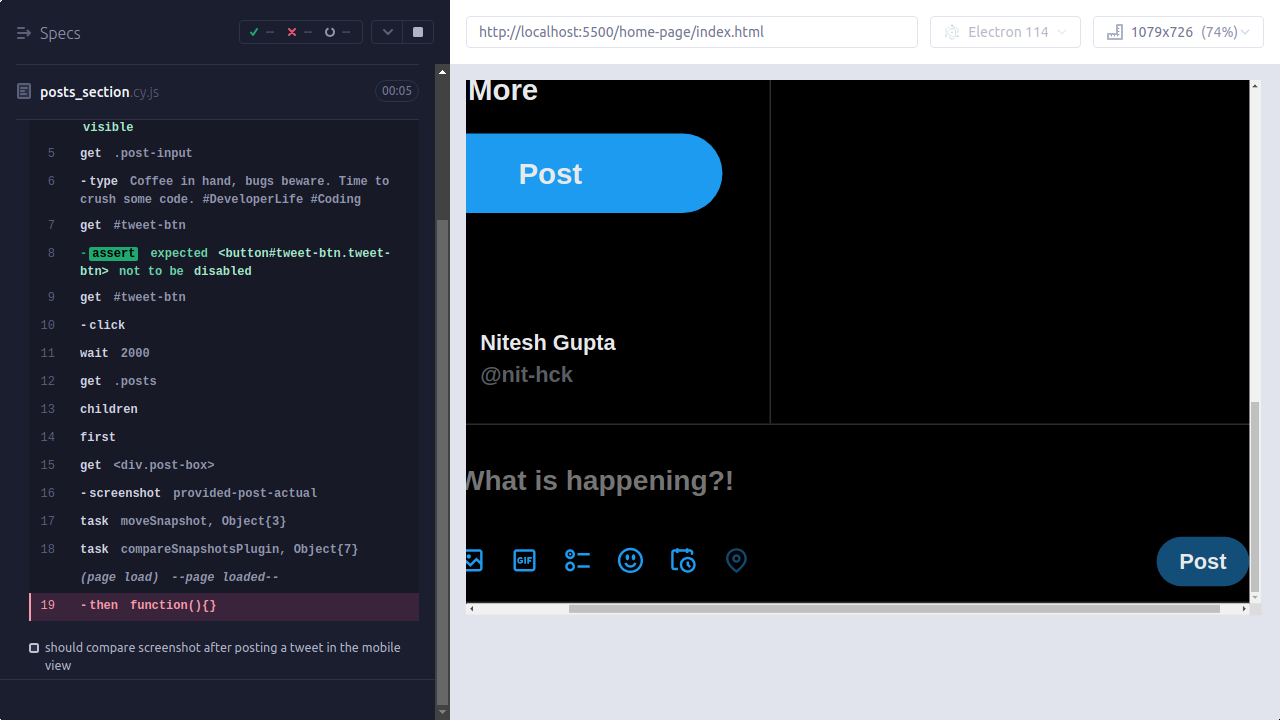 Specs
✓ -- ✗ -- --
posts_section.cy.js 00:05
visible
5 get .post-input
6 -type Coffee in hand, bugs beware. Time to
crush some code. #DeveloperLife #Coding
7 get #tweet-btn
8 -assert expected <button#tweet-btn.tweet-
btn> not to be disabled
9 get #tweet-btn
10 -click
11 wait 2000
12 get .posts
13 children
14 first
15 get <div.post-box>
16 -screenshot provided-post-actual
17 task moveSnapshot, Object{3}
18 task compareSnapshotsPlugin, Object{7}
(page load) --page loaded--
19 -then function(){}
should compare screenshot after posting a tweet in the mobile
view
http://localhost:5500/home-page/index.html
Electron 114
1079x726 (74%)
More
Post
Nitesh Gupta
@nit-hck
What is happening?!
GIF
Post